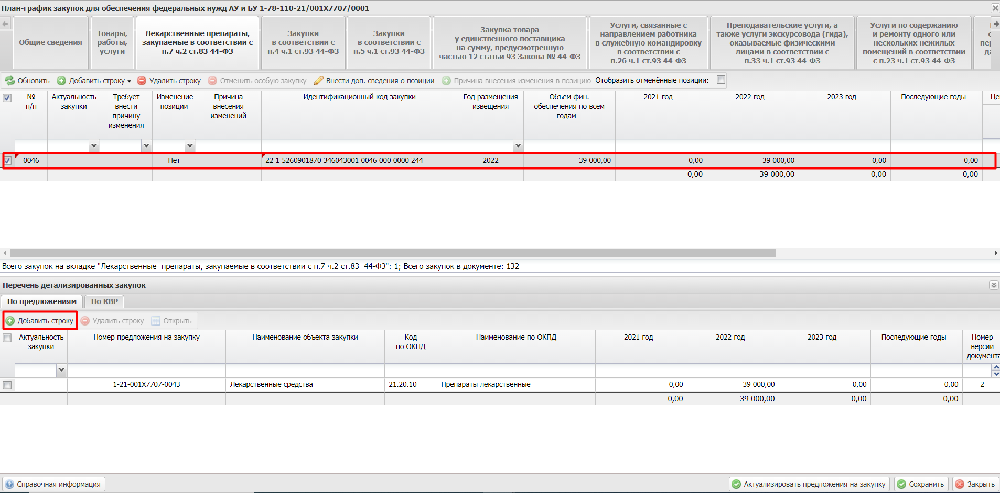 План-график закупок для обеспечения федеральных нужд АУ и БУ 1-78-110-21/001X7707/0001
Общие сведения
Товары,
работы,
услуги
Лекарственные препараты,
закупаемые в соответствии с
п.7 ч.2 ст.83 44-ФЗ
Закупки
в соответствии с
п.4 ч.1 ст.93 44-ФЗ
Закупки
в соответствии с
п.5 ч.1 ст.93 44-ФЗ
Закупка товара
у единственного поставщика
на сумму, предусмотренную
частью 12 статьи 93 Закона № 44-ФЗ
Услуги, связанные с
направлением работника
в служебную командировку
в соответствии с
п.26 ч.1 ст.93 44-ФЗ
Преподавательские услуги, а
также услуги экскурсовода (гида),
оказываемые физическими
лицами в соответствии с
п.33 ч.1 ст.93 44-ФЗ
Услуги по содержанию
и ремонту одного или
нескольких нежилых
помещений в соответствии
с п.23 ч.1 ст.93 44-ФЗ
Обновить Добавить строку Удалить строку Отменить особую закупку Внести доп. сведения о позиции Причина внесения изменения в позицию Отобразить отменённые позиции:
№
п/п
Актуальность
закупки
Требует
внести
причину
изменения
Изменение
позиции
Причина
внесения
изменений
Идентификационный код закупки
Год размещения
извещения
Объем фин.
обеспечения по всем
годам
2021 год
2022 год
2023 год
Последующие годы
Це
0046 Нет 22 1 5260901870 346043001 0046 000 0000 244 2022 39 000,00 0,00 39 000,00 0,00 0,00
0,00 39 000,00 0,00 0,00
Всего закупок на вкладке "Лекарственные препараты, закупаемые в соответствии с п.7 ч.2 ст.83 44-ФЗ": 1; Всего закупок в документе: 132
Перечень детализированных закупок
По предложениям По КВР
Добавить строку Удалить строку Открыть
Актуальность
закупки
Номер предложения на закупку
Наименование объекта закупки
Код
по ОКПД
Наименование по ОКПД
2021 год
2022 год
2023 год
Последующие годы
Номер
версии
документа
1-21-001X7707-0043 Лекарственные средства 21.20.10 Препараты лекарственные 0,00 39 000,00 0,00 0,00 2
0,00 39 000,00 0,00 0,00
Справочная информация Актуализировать предложения на закупку Сохранить Закрыть